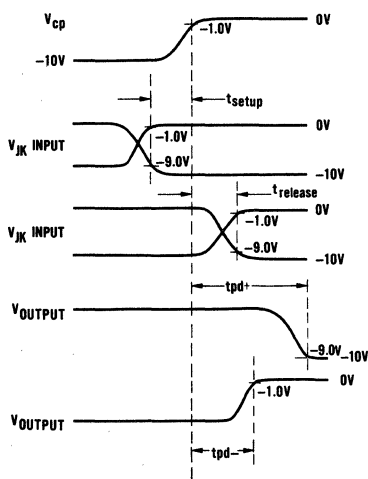 Vcp
0V
-1.0V
-10V
tsetup
0V
-1.0V
VJK INPUT
-9.0V
-10V
trelease
0V
-1.0V
VJK INPUT
-9.0V
-10V
tpd+
VOUTPUT
-9.0V
-10V
0V
-1.0V
VOUTPUT
tpd-